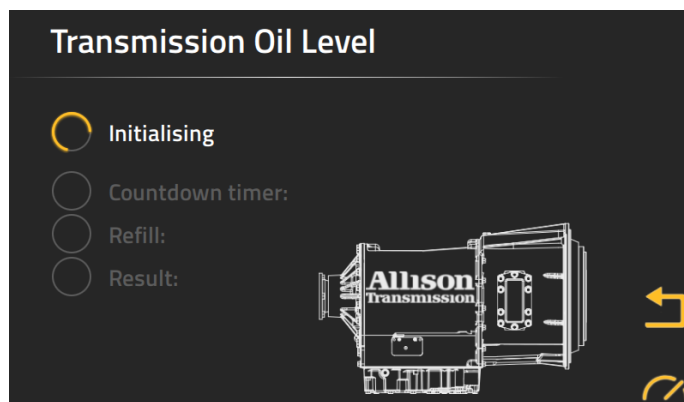 Transmission Oil Level
Initialising
Countdown timer:
Refill:
Result:
Allison
Transmission